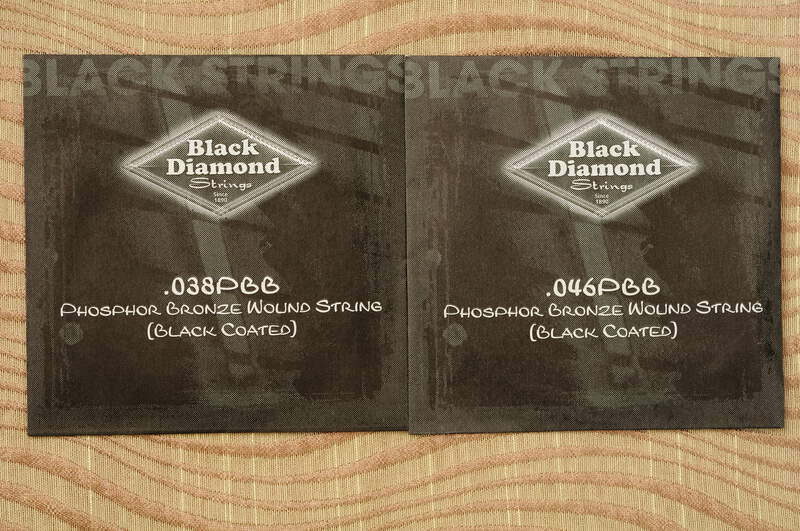 BLACK STRINGS
Black
Diamond
Strings
Since
1890
.038PBB
Phosphor Bronze Wound String
(Black Coated)
BLACK STRINGS
Black
Diamond
Strings
Since
1890
.046PBB
Phosphor Bronze Wound String
(Black Coated)